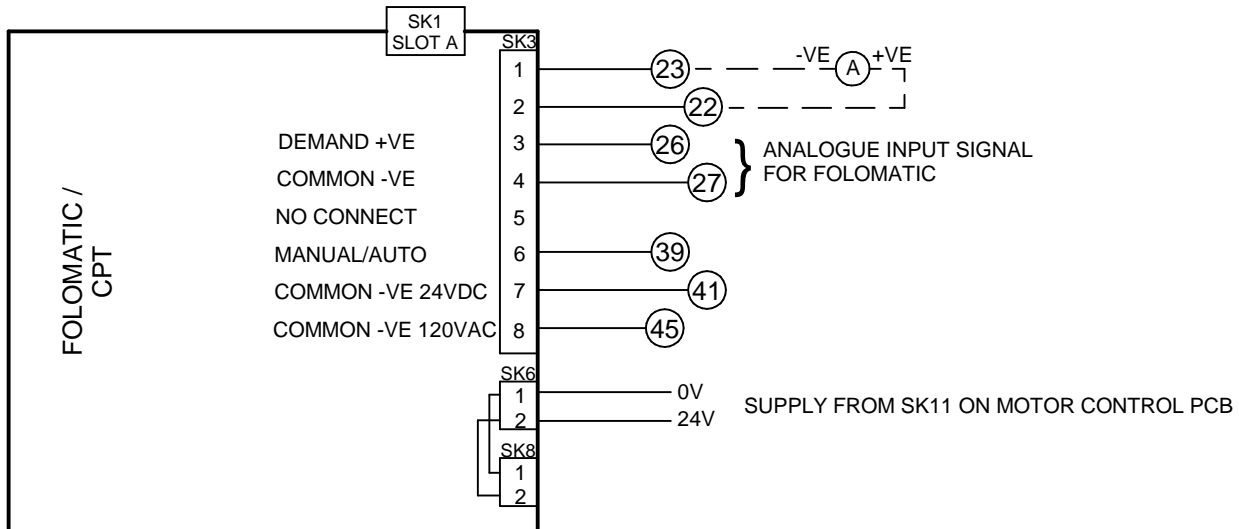 SK1
SLOT A
SK3
1
23
-VE
A
+VE
2
22
DEMAND +VE
3
26
ANALOGUE INPUT SIGNAL
FOR FOLOMATIC
COMMON -VE
4
27
NO CONNECT
5
MANUAL/AUTO
6
39
COMMON -VE 24VDC
7
41
COMMON -VE 120VAC
8
45
FOLOMATIC /
CPT
SK6
1
0V
2
24V
SUPPLY FROM SK11 ON MOTOR CONTROL PCB
SK8
1
2